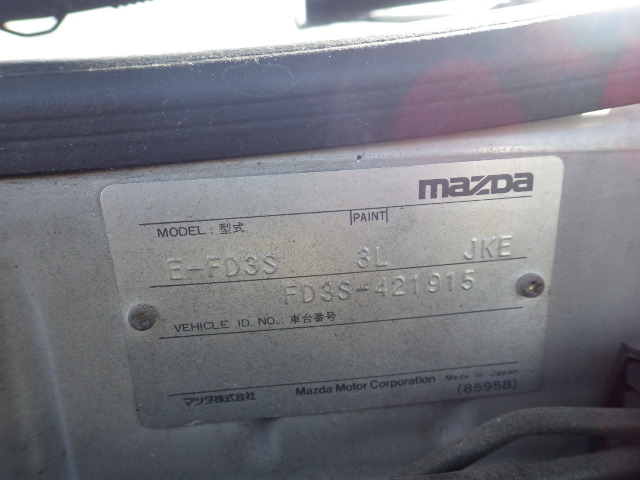 mazda
MODEL : 型式 PAINT
E-FD3S 3L JKE
FD3S-421915
VEHICLE ID. NO. : 車台番号
マツダ株式会社 Mazda Motor Corporation Made in Japan
(8595B)